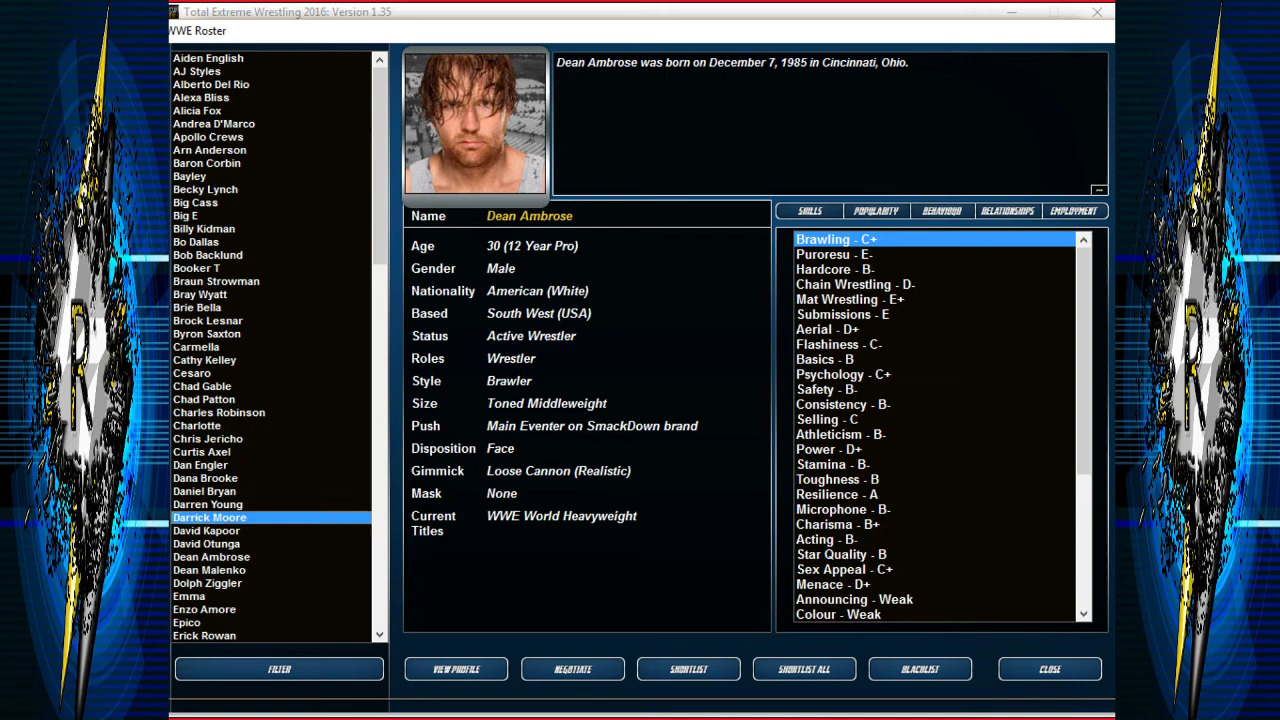 Total Extreme Wrestling 2016: Version 1.35
WWE Roster
Aiden English
AJ Styles
Alberto Del Rio
Alexa Bliss
Alicia Fox
Andrea D'Marco
Apollo Crews
Arn Anderson
Baron Corbin
Bayley
Becky Lynch
Big Cass
Big E
Billy Kidman
Bo Dallas
Bob Backlund
Booker T
Braun Strowman
Bray Wyatt
Brie Bella
Brock Lesnar
Byron Saxton
Carmella
Cathy Kelley
Cesaro
Chad Gable
Chad Patton
Charles Robinson
Charlotte
Chris Jericho
Curtis Axel
Dan Engler
Dana Brooke
Daniel Bryan
Darren Young
Darrick Moore
David Kapoor
David Otunga
Dean Ambrose
Dean Malenko
Dolph Ziggler
Emma
Enzo Amore
Epico
Erick Rowan
FILTER
Dean Ambrose was born on December 7, 1985 in Cincinnati, Ohio.
Name Dean Ambrose
Age 30 (12 Year Pro)
Gender Male
Nationality American (White)
Based South West (USA)
Status Active Wrestler
Roles Wrestler
Style Brawler
Size Toned Middleweight
Push Main Eventer on SmackDown brand
Disposition Face
Gimmick Loose Cannon (Realistic)
Mask None
Current WWE World Heavyweight
Titles
SKILLS POPULARITY BEHAVIOUR RELATIONSHIPS EMPLOYMENT
Brawling - C+
Puroresu - E-
Hardcore - B-
Chain Wrestling - D-
Mat Wrestling - E+
Submissions - E
Aerial - D+
Flashiness - C-
Basics - B
Psychology - C+
Safety - B-
Consistency - B-
Selling - C
Athleticism - B-
Power - D+
Stamina - B-
Toughness - B
Resilience - A
Microphone - B-
Charisma - B+
Acting - B-
Star Quality - B
Sex Appeal - C+
Menace - D+
Announcing - Weak
Colour - Weak
VIEW PROFILE NEGOTIATE SHORTLIST SHORTLIST ALL BLACKLIST CLOSE
R
R